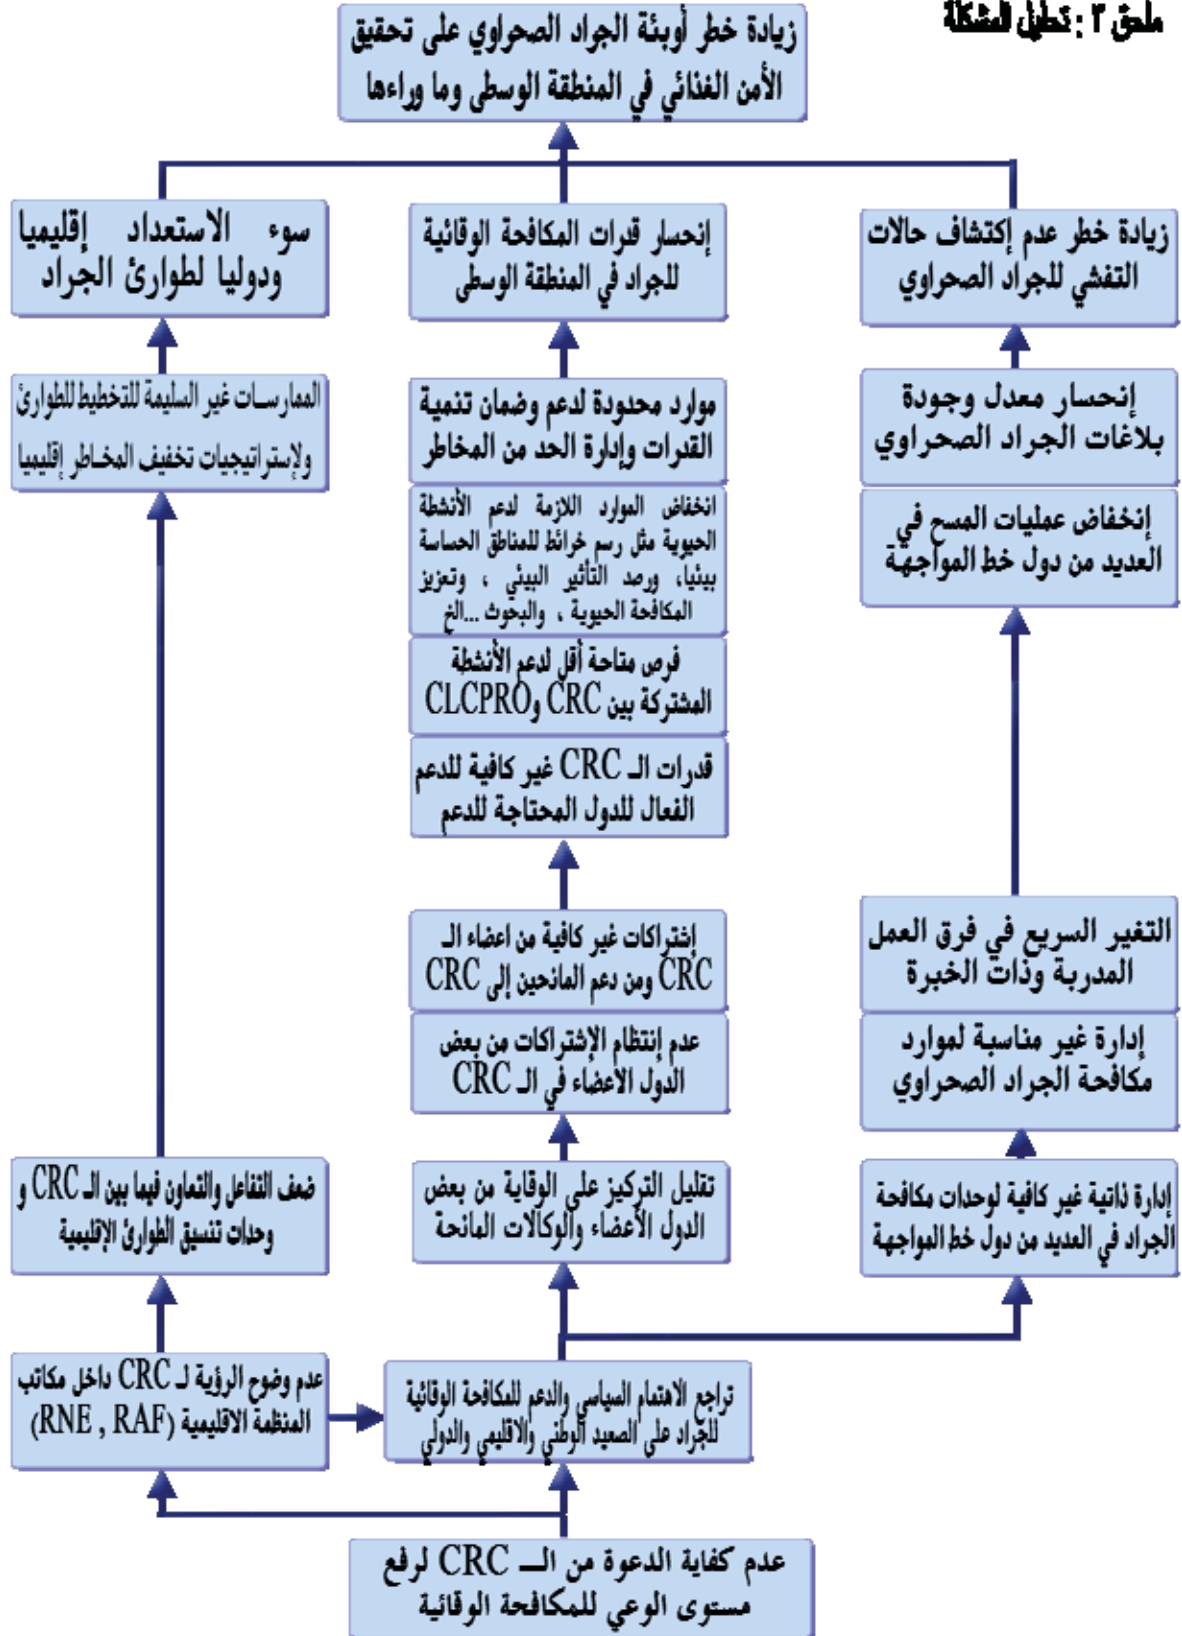 ملحق ٣ : تحليل المشكلة
زيادة خطر أوبئة الجراد الصحراوي على تحقيق
الأمن الغذائي في المنطقة الوسطى وما وراءها
زيادة خطر عدم إكتشاف حالات
التفشي للجراد الصحراوي
إنحسار قدرات المكافحة الوقائية
للجراد في المنطقة الوسطى
سوء الاستعداد إقليميا
ودوليا لطوارئ الجراد
إنحسار معدل وجودة
بلاغات الجراد الصحراوي
إنخفاض عمليات المسح في
العديد من دول خط المواجهة
موارد محدودة لدعم وضمان تنمية
القدرات وإدارة الحد من المخاطر
انخفاض الموارد اللازمة لدعم الأنشطة
الحيوية مثل رسم خرائط للمناطق الحساسة
بيئيا، ورصد التأثير البيئي ، وتعزيز
المكافحة الحيوية ، والبحوث ...الخ
فرص متاحة أقل لدعم الأنشطة
المشتركة بين CRC وCLCPRO
قدرات الـ CRC غير كافية للدعم
الفعال للدول المحتاجة للدعم
الممارسات غير السليمة للتخطيط للطوارئ
ولإستراتيجيات تخفيف المخاطر إقليميا
التغير السريع في فرق العمل
المدربة وذات الخبرة
إدارة غير مناسبة لموارد
مكافحة الجراد الصحراوي
إشتراكات غير كافية من اعضاء الـ
CRC ومن دعم المانحين إلى CRC
عدم إنتظام الإشتراكات من بعض
الدول الاعضاء في الـ CRC
إدارة ذاتية غير كافية لوحدات مكافحة
الجراد في العديد من دول خط المواجهة
تقليل التركيز على الوقاية من بعض
الدول الأعضاء والوكالات المانحة
ضعف التفاعل والتعاون فيما بين الـ CRC و
وحدات تنسيق الطوارئ الإقليمية
تراجع الاهتمام السياسي والدعم للمكافحة الوقائية
للجراد على الصعيد الوطني والاقليمي والدولي
عدم وضوح الرؤية لـ CRC داخل مكاتب
المنظمة الاقليمية (RNE , RAF)
عدم كفاية الدعوة من الــ CRC لرفع
مستوى الوعي للمكافحة الوقائية